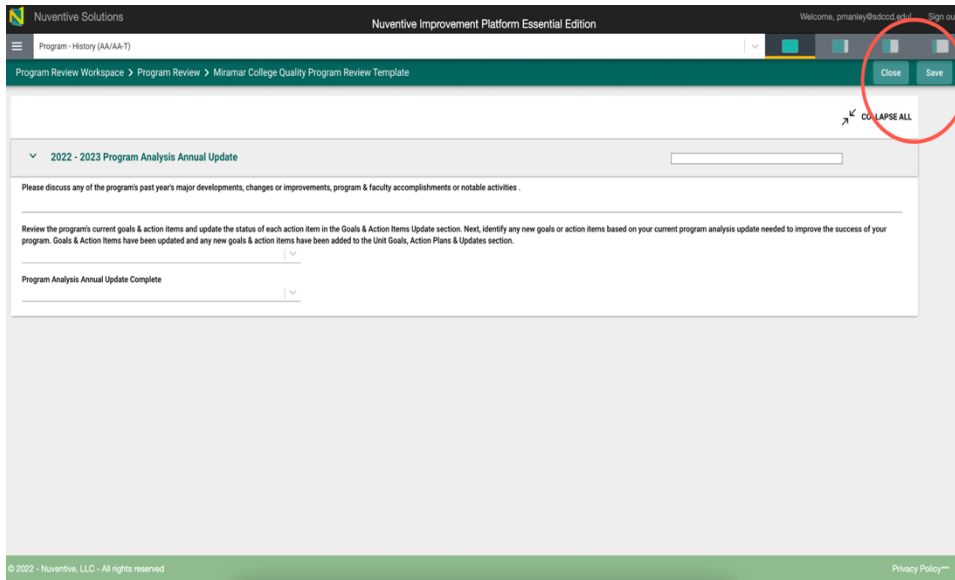 Nuventive Solutions
Nuventive Improvement Platform Essential Edition
Welcome, pmanley@sdccd.edu!
Sign ou
Program - History (AA/AA-T)
Program Review Workspace > Program Review > Miramar College Quality Program Review Template
Close
Save
COLLAPSE ALL
2022 - 2023 Program Analysis Annual Update
Please discuss any of the program's past year's major developments, changes or improvements, program & faculty accomplishments or notable activities .
Review the program's current goals & action items and update the status of each action item in the Goals & Action Items Update section. Next, identify any new goals or action items based on your current program analysis update needed to improve the success of your
program. Goals & Action Items have been updated and any new goals & action items have been added to the Unit Goals, Action Plans & Updates section.
Program Analysis Annual Update Complete
© 2022 - Nuventive, LLC - All rights reserved
Privacy Policy***